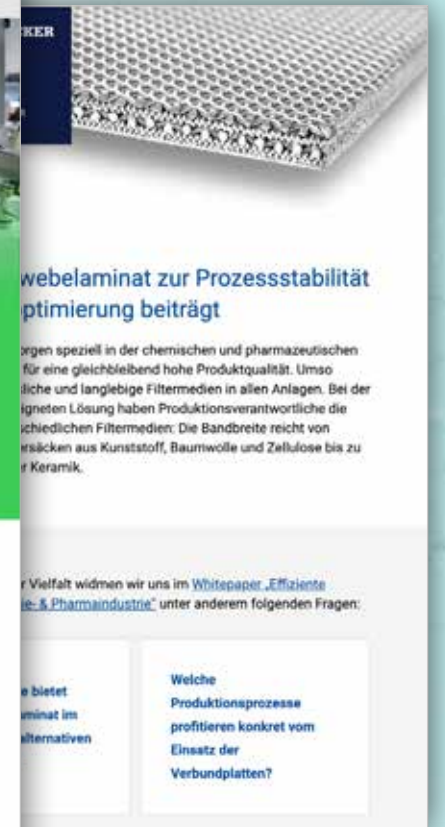 KER
webelaminat zur Prozessstabilität
ptimierung beiträgt
orgen speziell in der chemischen und pharmazeutischen
für eine gleichbleibend hohe Produktqualität. Umso
liche und langlebige Filtermedien in allen Anlagen. Bei der
igneten Lösung haben Produktionsverantwortliche die
schiedlichen Filtermedien: Die Bandbreite reicht von
ersäcken aus Kunststoff, Baumwolle und Zellulose bis zu
r Keramik.
r Vielfalt widmen wir uns im Whitepaper „Effiziente
ie- & Pharmaindustrie" unter anderem folgenden Fragen:
e bietet
minat im
alternativen
Welche
Produktionsprozesse
profitieren konkret vom
Einsatz der
Verbundplatten?